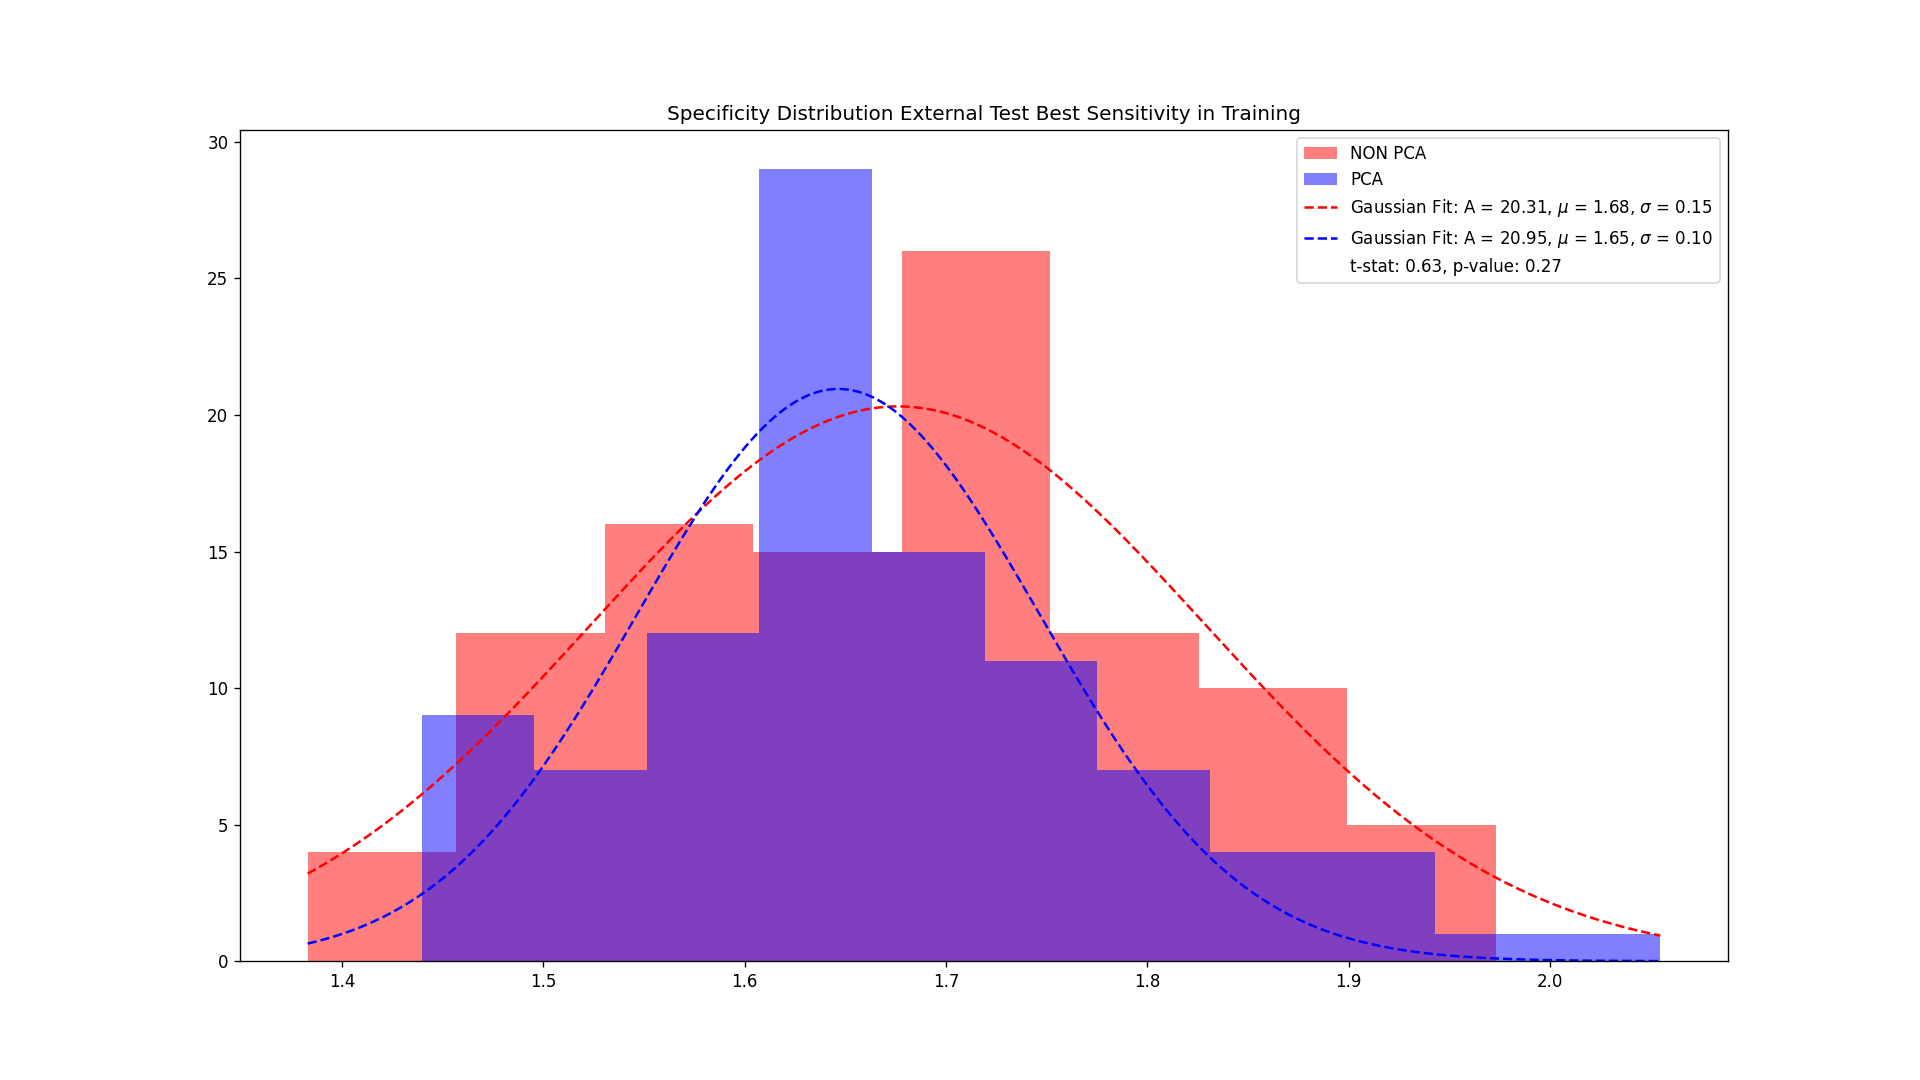 Specificity Distribution External Test Best Sensitivity in Training
NON PCA
PCA
Gaussian Fit: A = 20.31, μ = 1.68, σ = 0.15
Gaussian Fit: A = 20.95, μ = 1.65, σ = 0.10
t-stat: 0.63, p-value: 0.27
30
25
20
15
10
5
0
1.4 1.5 1.6 1.7 1.8 1.9 2.0